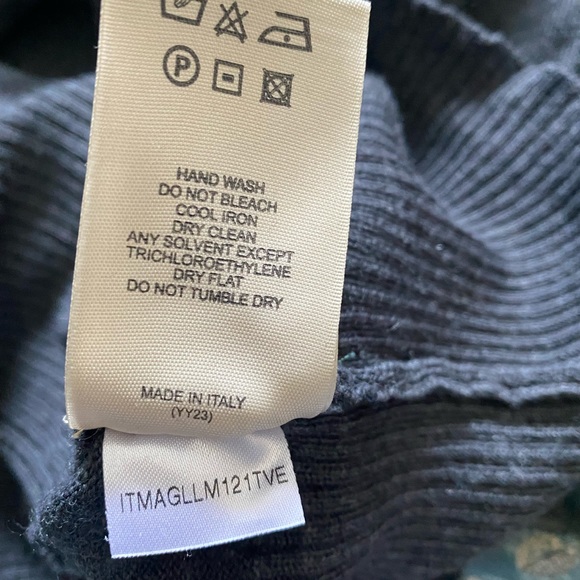 P
HAND WASH
DO NOT BLEACH
COOL IRON
DRY CLEAN
ANY SOLVENT EXCEPT
TRICHLOROETHYLENE
DRY FLAT
DO NOT TUMBLE DRY
MADE IN ITALY
(YY23)
ITMAGLLM121TVE